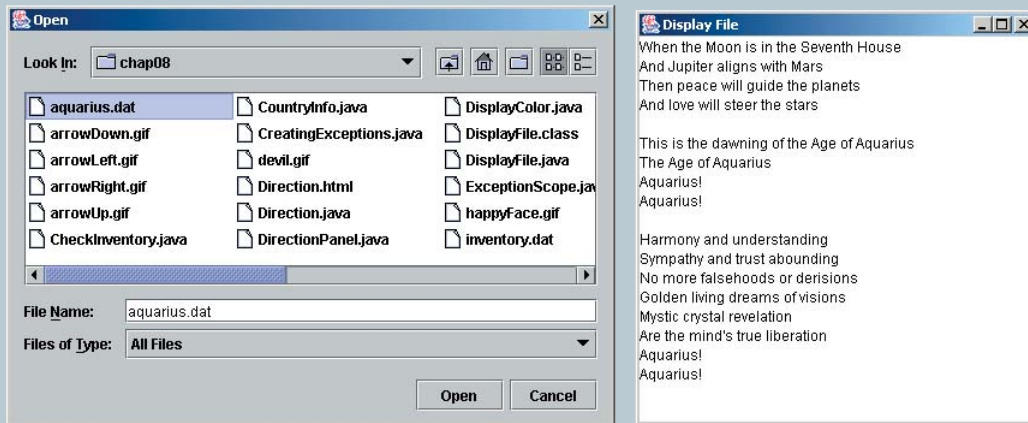 Open
Look In: chap08
aquarius.dat
arrowDown.gif
arrowLeft.gif
arrowRight.gif
arrowUp.gif
CheckInventory.java
CountryInfo.java
CreatingExceptions.java
devil.gif
Direction.html
Direction.java
DirectionPanel.java
DisplayColor.java
DisplayFile.class
DisplayFile.java
ExceptionScope.jav
happyFace.gif
inventory.dat
File Name: aquarius.dat
Files of Type: All Files
Open Cancel
Display File
When the Moon is in the Seventh House
And Jupiter aligns with Mars
Then peace will guide the planets
And love will steer the stars
This is the dawning of the Age of Aquarius
The Age of Aquarius
Aquarius!
Aquarius!
Harmony and understanding
Sympathy and trust abounding
No more falsehoods or derisions
Golden living dreams of visions
Mystic crystal revelation
Are the mind's true liberation
Aquarius!
Aquarius!